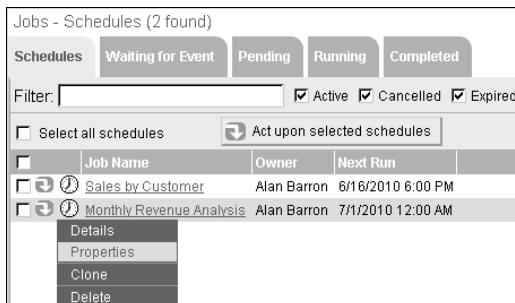 Jobs - Schedules (2 found)
Schedules Waiting for Event Pending Running Completed
Filter: Active Cancelled Expired
Select all schedules Act upon selected schedules
Job Name Owner Next Run
Sales by Customer Alan Barron 6/16/2010 6:00 PM
Monthly Revenue Analysis Alan Barron 7/1/2010 12:00 AM
Details
Properties
Clone
Delete